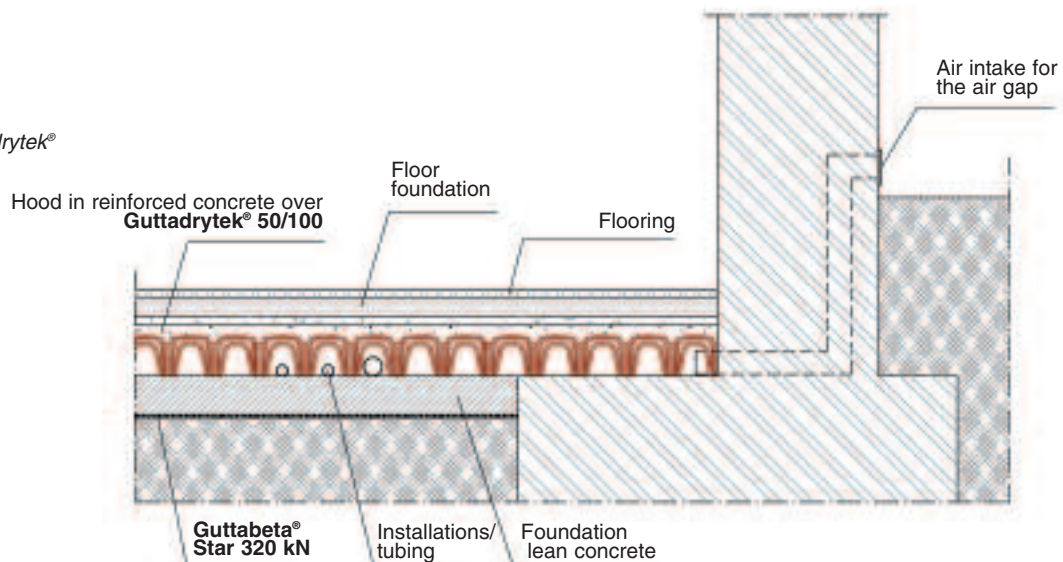 Air intake for
the air gap
rytek®
Floor
foundation
Hood in reinforced concrete over
Guttadrytek® 50/100
Flooring
Guttabeta®
Star 320 kN
Installations/
tubing
Foundation
lean concrete